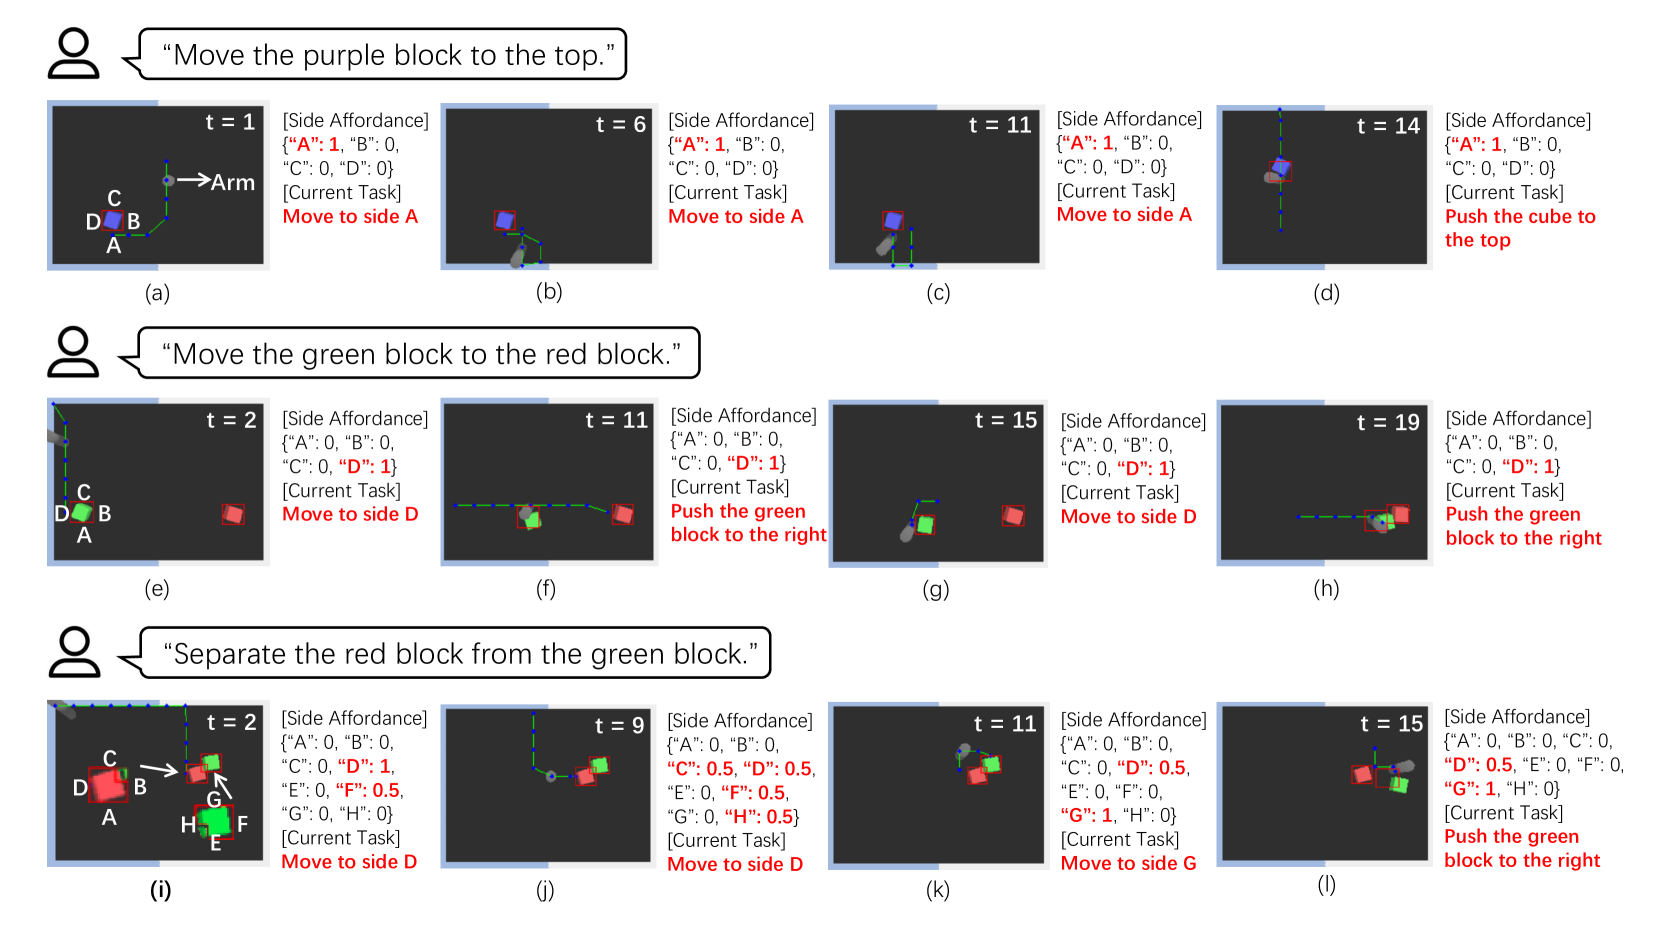 “Move the purple block to the top.”
t = 1
Arm
C
D
B
A
[Side Affordance]
{“A”: 1, “B”: 0,
“C”: 0, “D”: 0}
[Current Task]
Move to side A
(a)
t = 6
[Side Affordance]
{“A”: 1, “B”: 0,
“C”: 0, “D”: 0}
[Current Task]
Move to side A
(b)
t = 11
[Side Affordance]
{“A”: 1, “B”: 0,
“C”: 0, “D”: 0}
[Current Task]
Move to side A
(c)
t = 14
[Side Affordance]
{“A”: 1, “B”: 0,
“C”: 0, “D”: 0}
[Current Task]
Push the cube to
the top
(d)
“Move the green block to the red block.”
t = 2
C
D
B
A
[Side Affordance]
{“A”: 0, “B”: 0,
“C”: 0, “D”: 1}
[Current Task]
Move to side D
(e)
t = 11
[Side Affordance]
{“A”: 0, “B”: 0,
“C”: 0, “D”: 1}
[Current Task]
Push the green
block to the right
(f)
t = 15
[Side Affordance]
{“A”: 0, “B”: 0,
“C”: 0, “D”: 1}
[Current Task]
Move to side D
(g)
t = 19
[Side Affordance]
{“A”: 0, “B”: 0,
“C”: 0, “D”: 1}
[Current Task]
Push the green
block to the right
(h)
“Separate the red block from the green block.”
t = 2
C
D
B
A
G
H
F
E
[Side Affordance]
{“A”: 0, “B”: 0,
“C”: 0, “D”: 1,
“E”: 0, “F”: 0.5,
“G”: 0, “H”: 0}
[Current Task]
Move to side D
(i)
t = 9
[Side Affordance]
{“A”: 0, “B”: 0,
“C”: 0.5, “D”: 0.5,
“E”: 0, “F”: 0.5,
“G”: 0, “H”: 0.5}
[Current Task]
Move to side D
(j)
t = 11
[Side Affordance]
{“A”: 0, “B”: 0,
“C”: 0, “D”: 0.5,
“E”: 0, “F”: 0,
“G”: 1, “H”: 0}
[Current Task]
Move to side G
(k)
t = 15
[Side Affordance]
{“A”: 0, “B”: 0, “C”: 0,
“D”: 0.5, “E”: 0, “F”: 0,
“G”: 1, “H”: 0}
[Current Task]
Push the green
block to the right
(l)